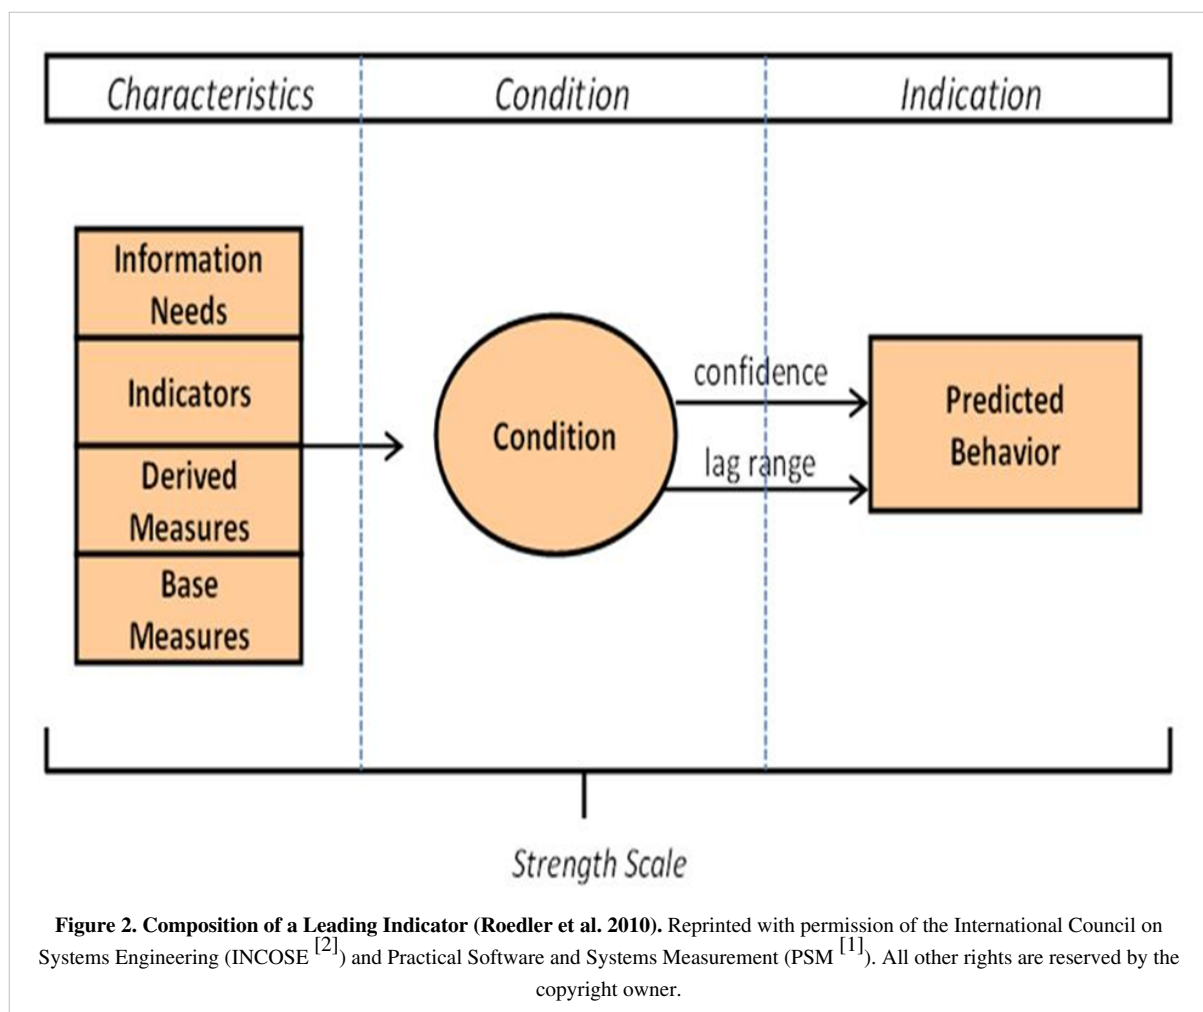 Characteristics
Condition
Indication
Information
Needs
Indicators
Derived
Measures
Base
Measures
Condition
confidence
lag range
Predicted
Behavior
Strength Scale
Figure 2. Composition of a Leading Indicator (Roedler et al. 2010). Reprinted with permission of the International Council on
Systems Engineering (INCOSE [2]) and Practical Software and Systems Measurement (PSM [1]). All other rights are reserved by the
copyright owner.